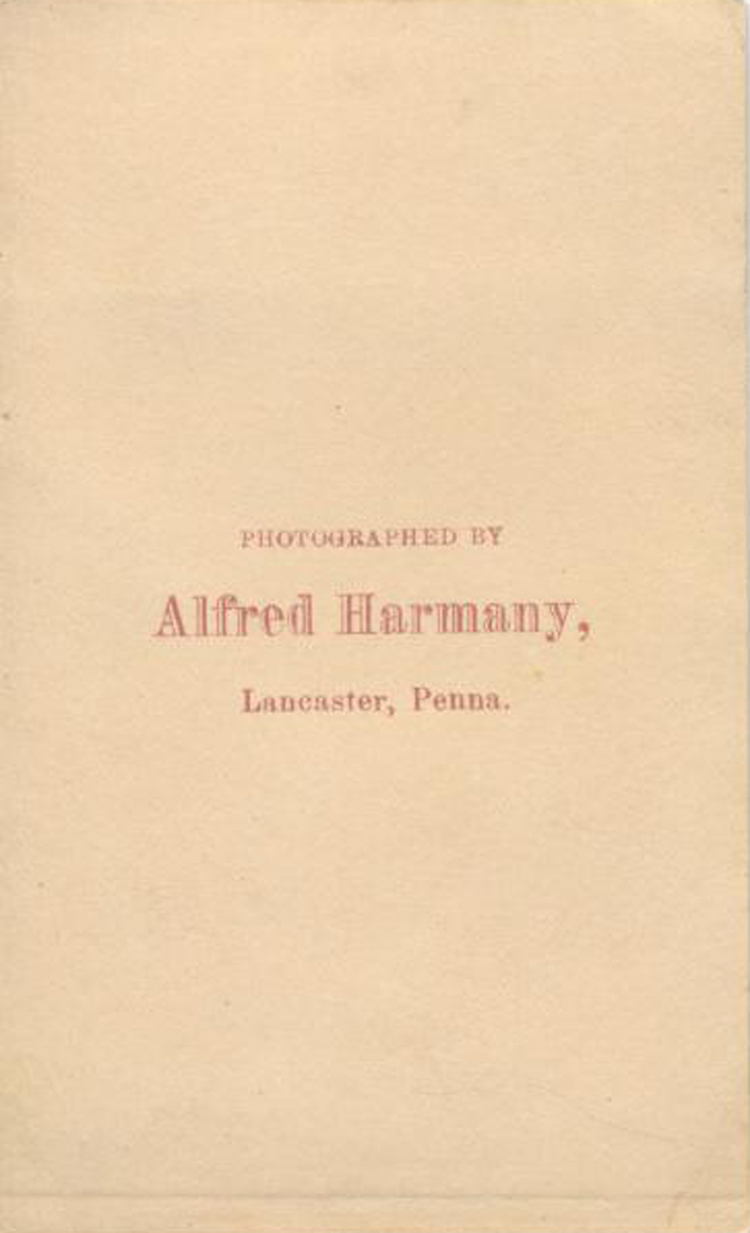 PHOTOGRAPHED BY
Alfred Harmany,
Lancaster, Penna.